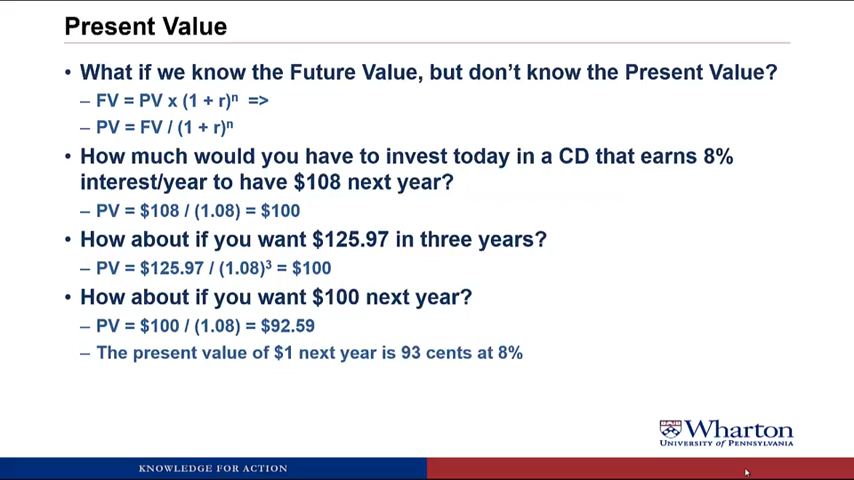 Present Value
• What if we know the Future Value, but don't know the Present Value?
– FV = PV x (1 + r)ⁿ =>
– PV = FV / (1 + r)ⁿ
• How much would you have to invest today in a CD that earns 8%
interest/year to have $108 next year?
– PV = $108 / (1.08) = $100
• How about if you want $125.97 in three years?
– PV = $125.97 / (1.08)³ = $100
• How about if you want $100 next year?
– PV = $100 / (1.08) = $92.59
– The present value of $1 next year is 93 cents at 8%
Wharton
UNIVERSITY OF PENNSYLVANIA
KNOWLEDGE FOR ACTION